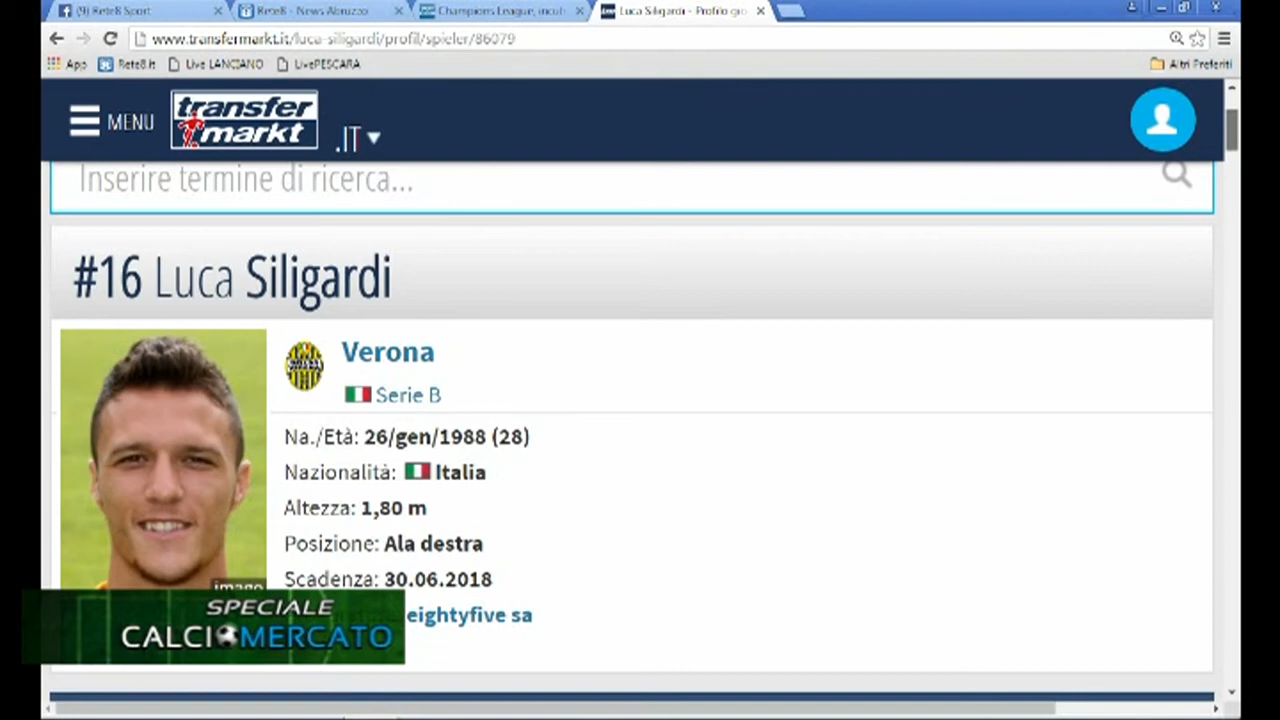 (9) Rete8 Sport
Rete8 - News Abruzzo
Champions League, incut
Luca Siligardi - Profilo gio
www.transfermarkt.it/luca-siligardi/profil/spieler/86079
App Rete8.it Live LANCIANO LivePESCARA Altri Preferiti
MENU transfer markt .IT
Inserire termine di ricerca...
#16 Luca Siligardi
Verona
Serie B
Na./Età: 26/gen/1988 (28)
Nazionalità: Italia
Altezza: 1,80 m
Posizione: Ala destra
Scadenza: 30.06.2018
imago
eightyfive sa
SPECIALE
CALCIOMERCATO